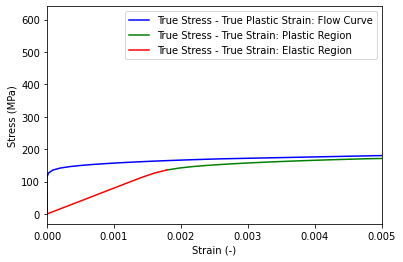 True Stress - True Plastic Strain: Flow Curve
True Stress - True Strain: Plastic Region
True Stress - True Strain: Elastic Region
Stress (MPa)
600
500
400
300
200
100
0
0.000
0.001
0.002
0.003
0.004
0.005
Strain (-)